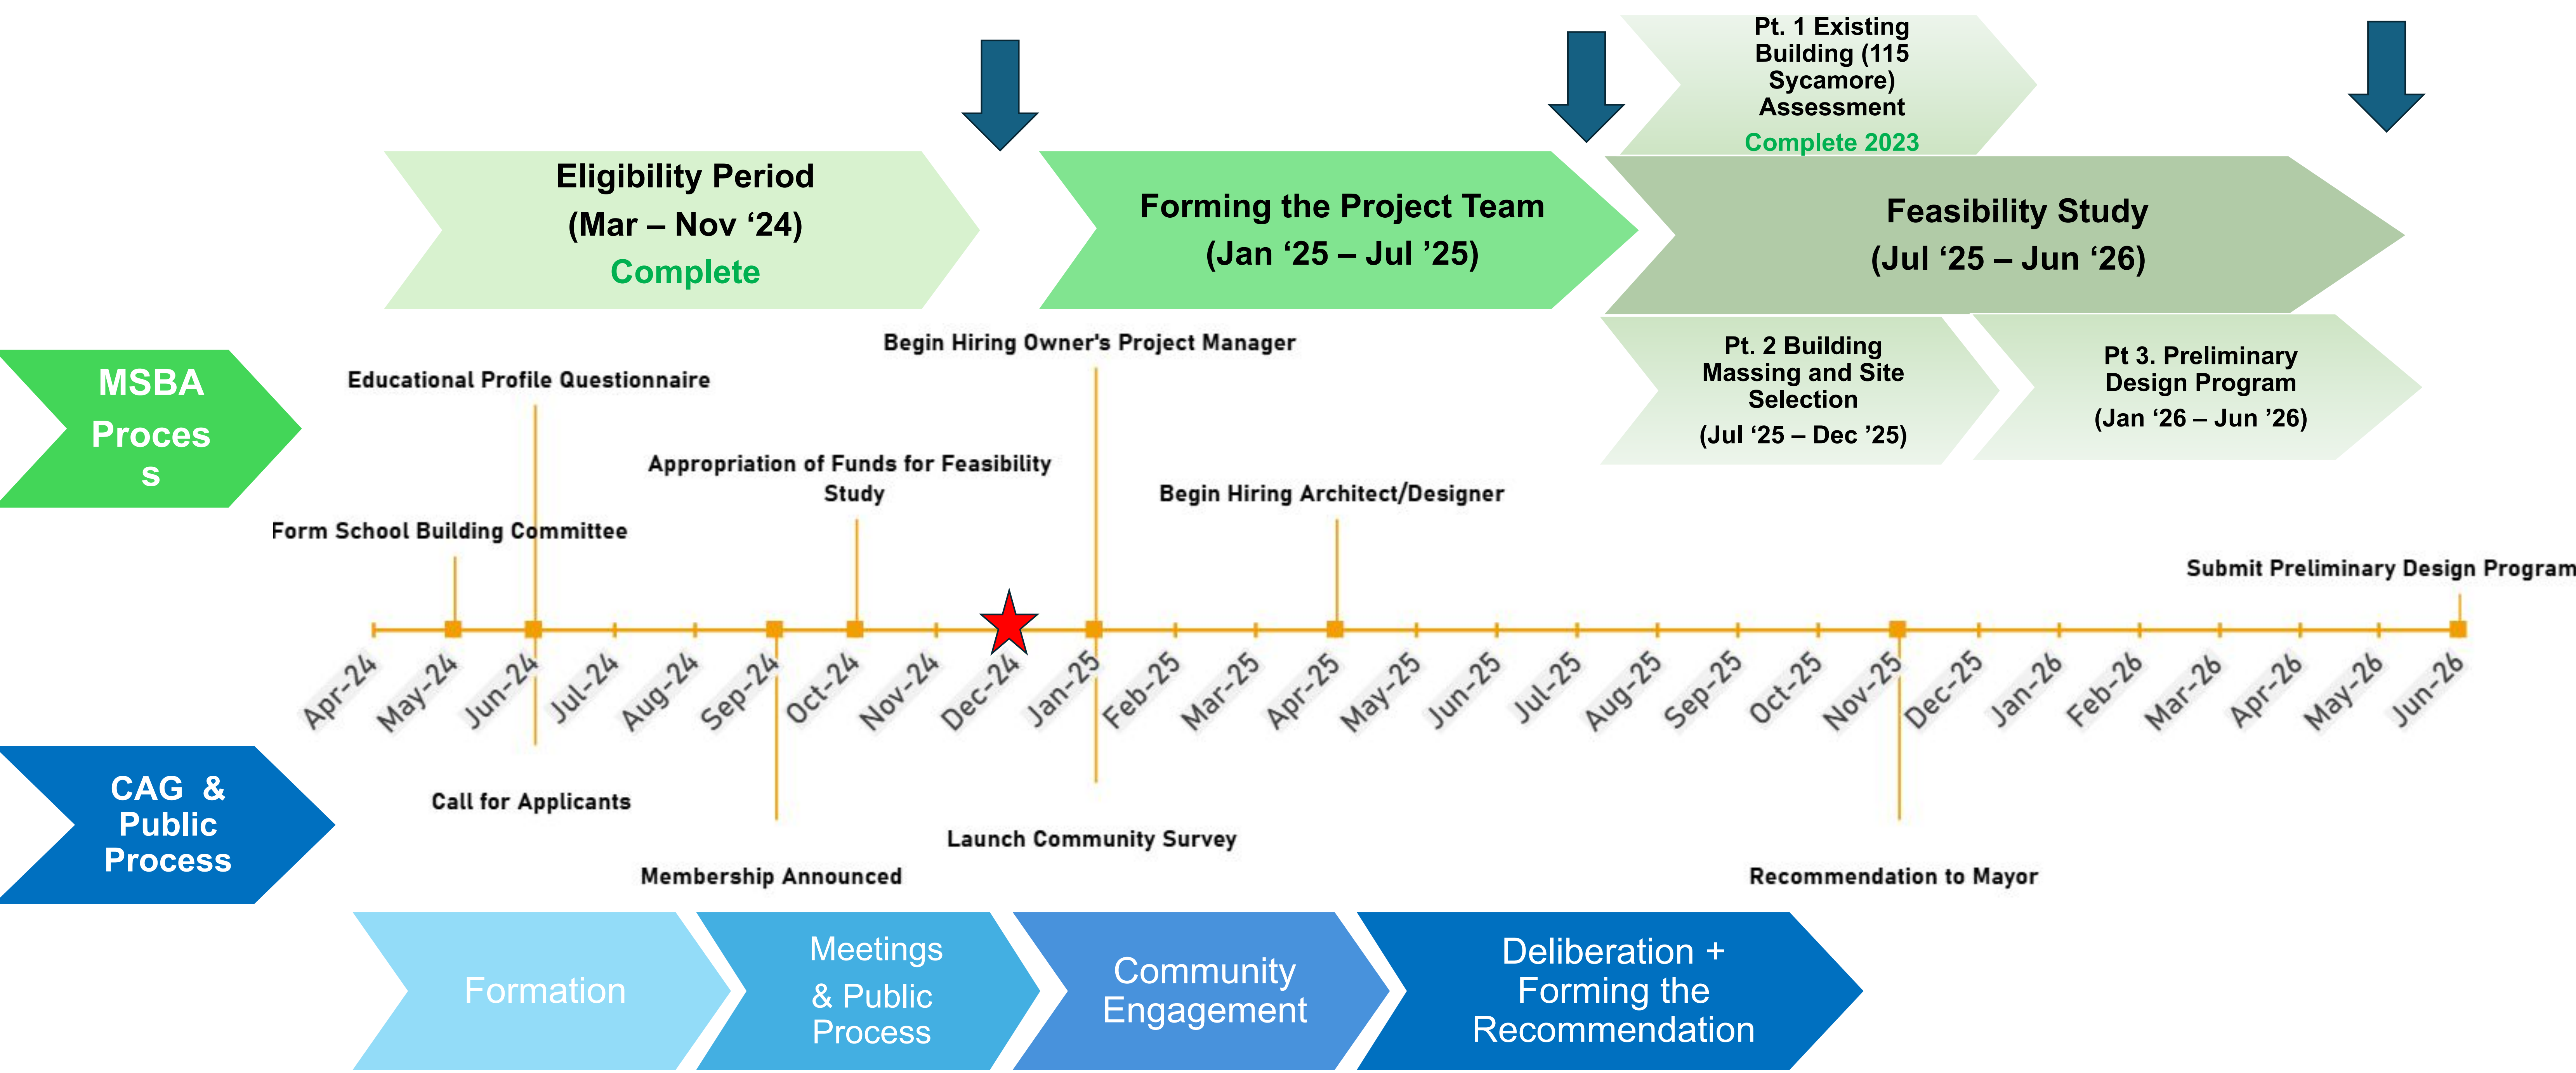 Pt. 1 Existing
Building (115
Sycamore)
Assessment
Complete 2023
Eligibility Period
(Mar – Nov ‘24)
Complete
Forming the Project Team
(Jan ‘25 – Jul ’25)
Feasibility Study
(Jul ‘25 – Jun ‘26)
Pt. 2 Building
Massing and Site
Selection
(Jul ‘25 – Dec ’25)
Pt 3. Preliminary
Design Program
(Jan ‘26 – Jun ’26)
MSBA
Proces
s
Begin Hiring Owner's Project Manager
Educational Profile Questionnaire
Appropriation of Funds for Feasibility
Study
Begin Hiring Architect/Designer
Form School Building Committee
Submit Preliminary Design Program
Apr-24
May-24
Jun-24
Jul-24
Aug-24
Sep-24
Oct-24
Nov-24
Dec-24
Jan-25
Feb-25
Mar-25
Apr-25
May-25
Jun-25
Jul-25
Aug-25
Sep-25
Oct-25
Nov-25
Dec-25
Jan-26
Feb-26
Mar-26
Apr-26
May-26
Jun-26
CAG &
Public
Process
Call for Applicants
Launch Community Survey
Membership Announced
Recommendation to Mayor
Formation
Meetings
& Public
Process
Community
Engagement
Deliberation +
Forming the
Recommendation